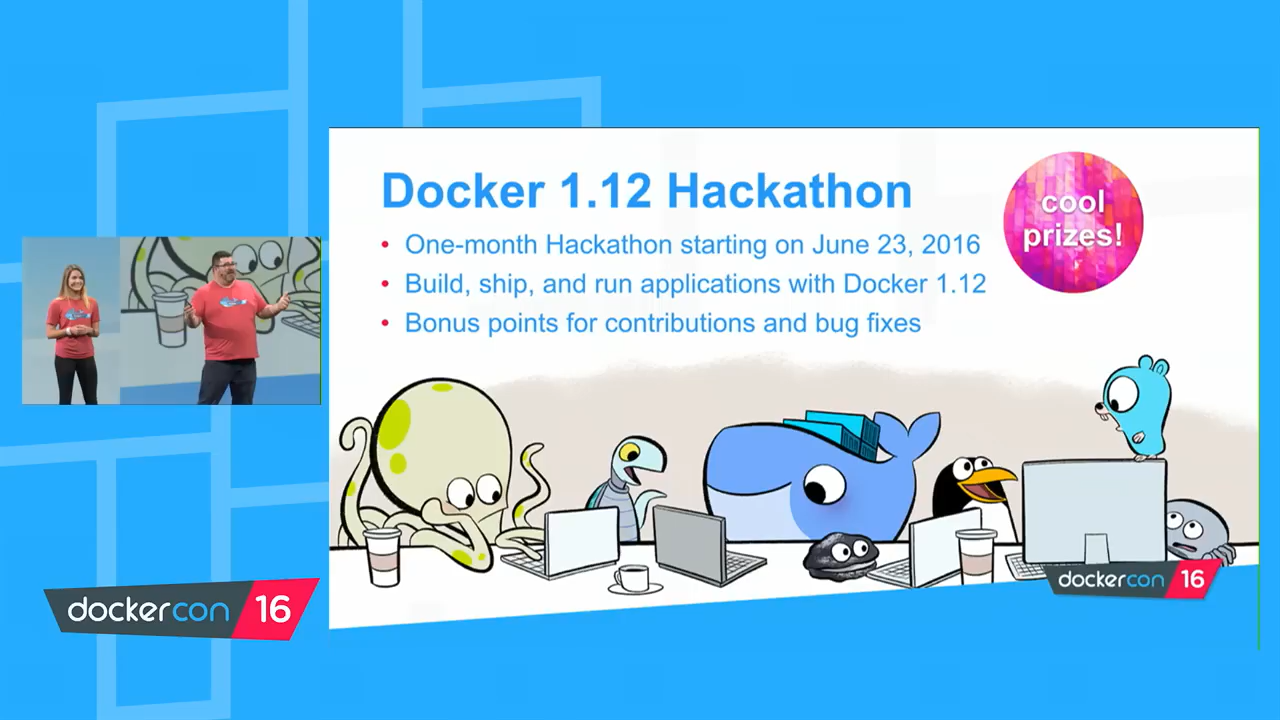 Docker 1.12 Hackathon
cool
prizes!
• One-month Hackathon starting on June 23, 2016
• Build, ship, and run applications with Docker 1.12
• Bonus points for contributions and bug fixes
dockercon 16
dockercon 16